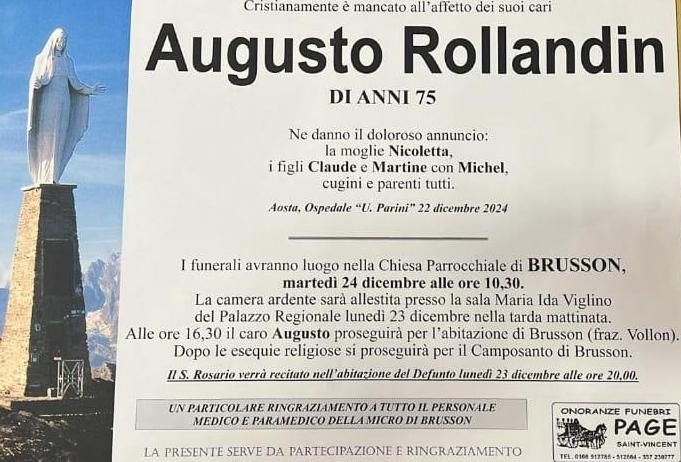 Cristianamente è mancato all'affetto dei suoi cari
Augusto Rollandin
DI ANNI 75
Ne danno il doloroso annuncio:
la moglie Nicoletta,
i figli Claude e Martine con Michel,
cugini e parenti tutti.
Aosta, Ospedale "U. Parini" 22 dicembre 2024
I funerali avranno luogo nella Chiesa Parrocchiale di BRUSSON,
martedì 24 dicembre alle ore 10,30.
La camera ardente sarà allestita presso la sala Maria Ida Viglino
del Palazzo Regionale lunedì 23 dicembre nella tarda mattinata.
Alle ore 16,30 il caro Augusto proseguirà per l'abitazione di Brusson (fraz. Vollon).
Dopo le esequie religiose si proseguirà per il Camposanto di Brusson.
Il S. Rosario verrà recitato nell'abitazione del Defunto lunedì 23 dicembre alle ore 20,00.
UN PARTICOLARE RINGRAZIAMENTO A TUTTO IL PERSONALE
MEDICO E PARAMEDICO DELLA MICRO DI BRUSSON
LA PRESENTE SERVE DA PARTECIPAZIONE E RINGRAZIAMENTO
ONORANZE FUNEBRI
PAGE
SAINT-VINCENT
TEL. 0166 512785 - 512664 - 337 230777